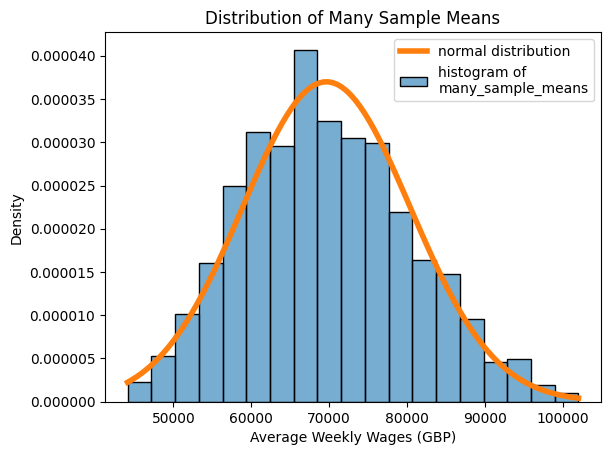 Distribution of Many Sample Means
normal distribution
histogram of
many_sample_means
0.000040
0.000035
0.000030
0.000025
0.000020
0.000015
0.000010
0.000005
0.000000
Density
50000 60000 70000 80000 90000 100000
Average Weekly Wages (GBP)